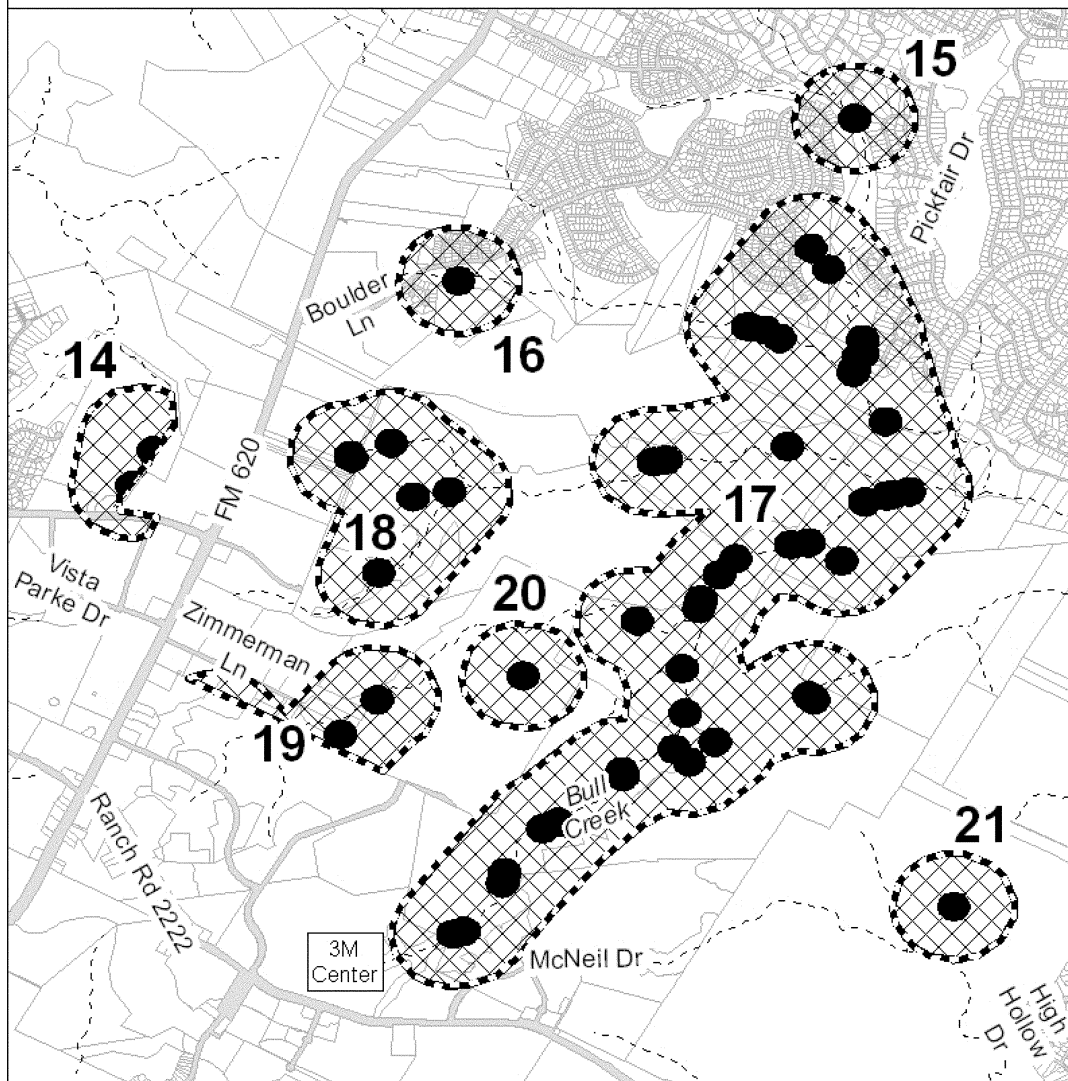 15
Pickfair Dr
Boulder
Ln
16
14
FM 620
17
18
Vista
Parke Dr
Zimmerman
Ln
20
19
Bull
Creek
Ranch Rd 2222
21
3M
Center
McNeil Dr
High
Hollow
Dr